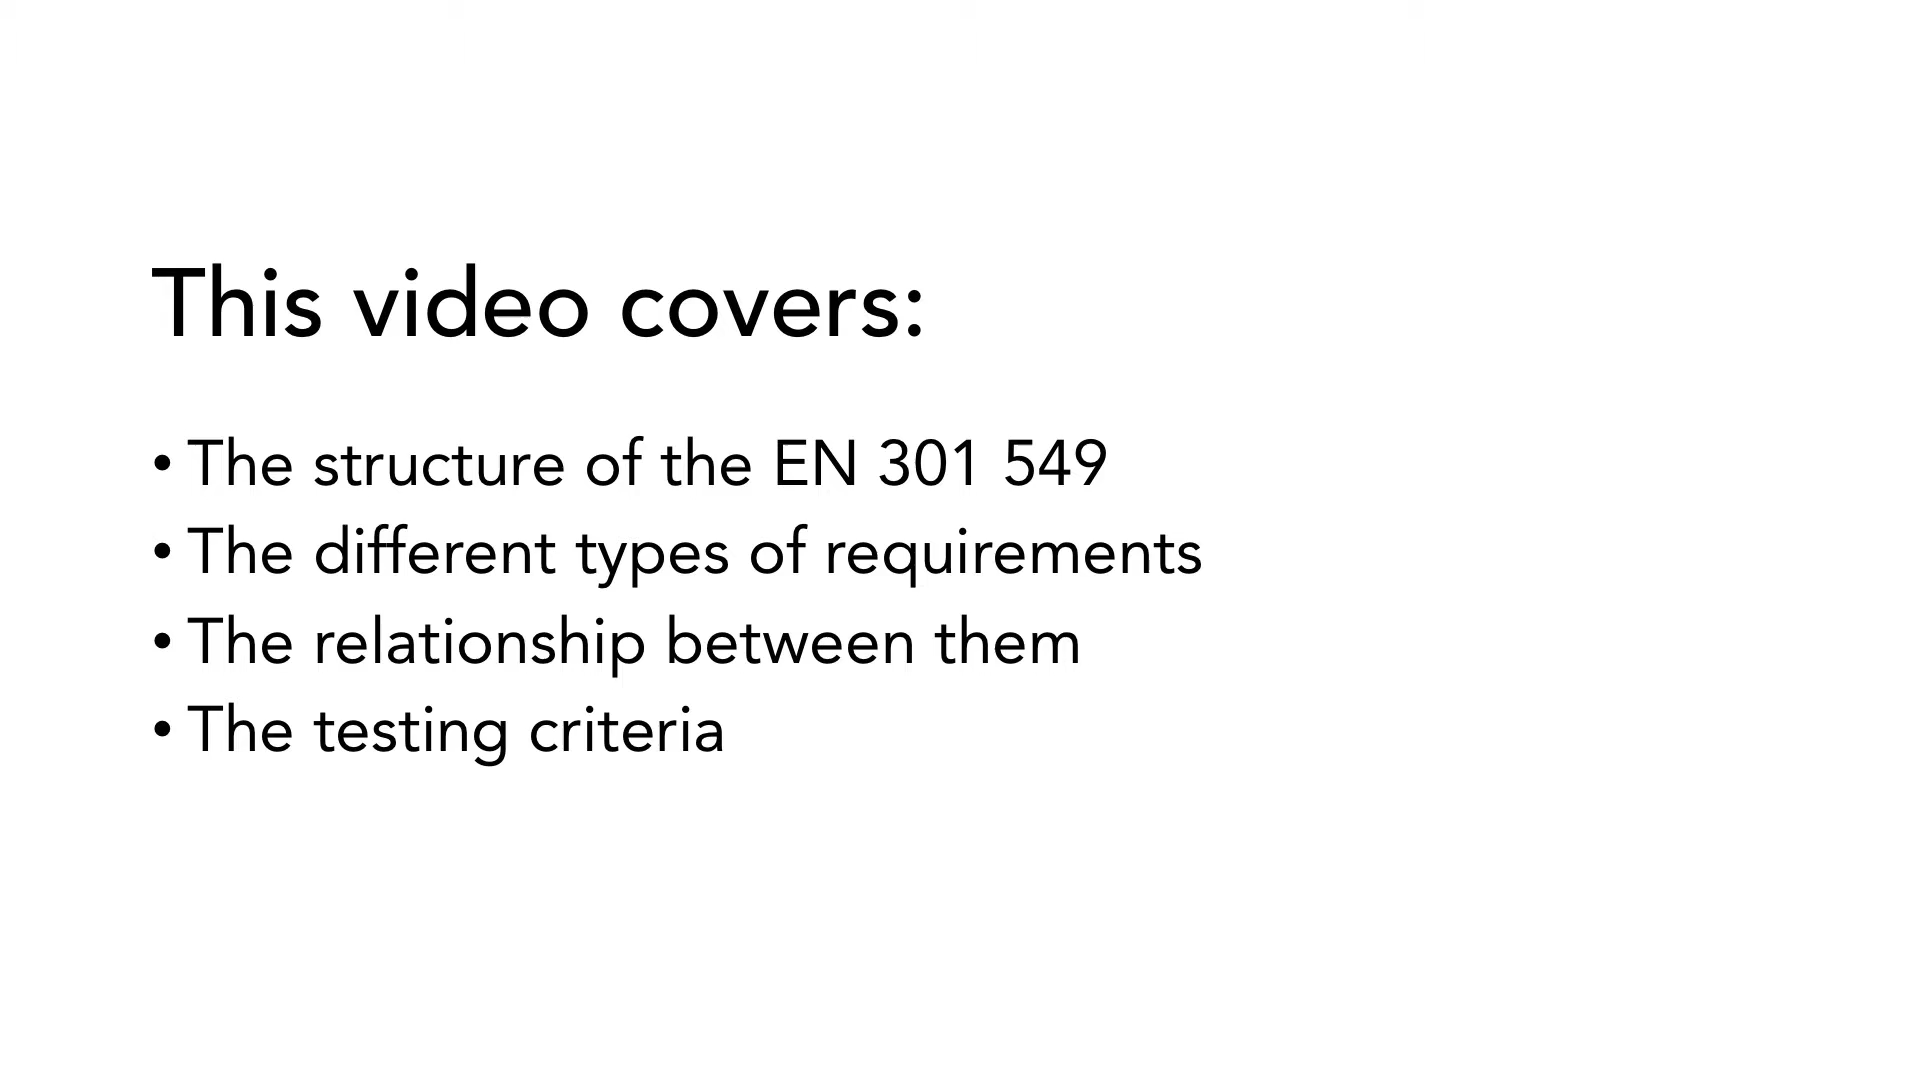 This video covers:
• The structure of the EN 301 549
• The different types of requirements
• The relationship between them
• The testing criteria